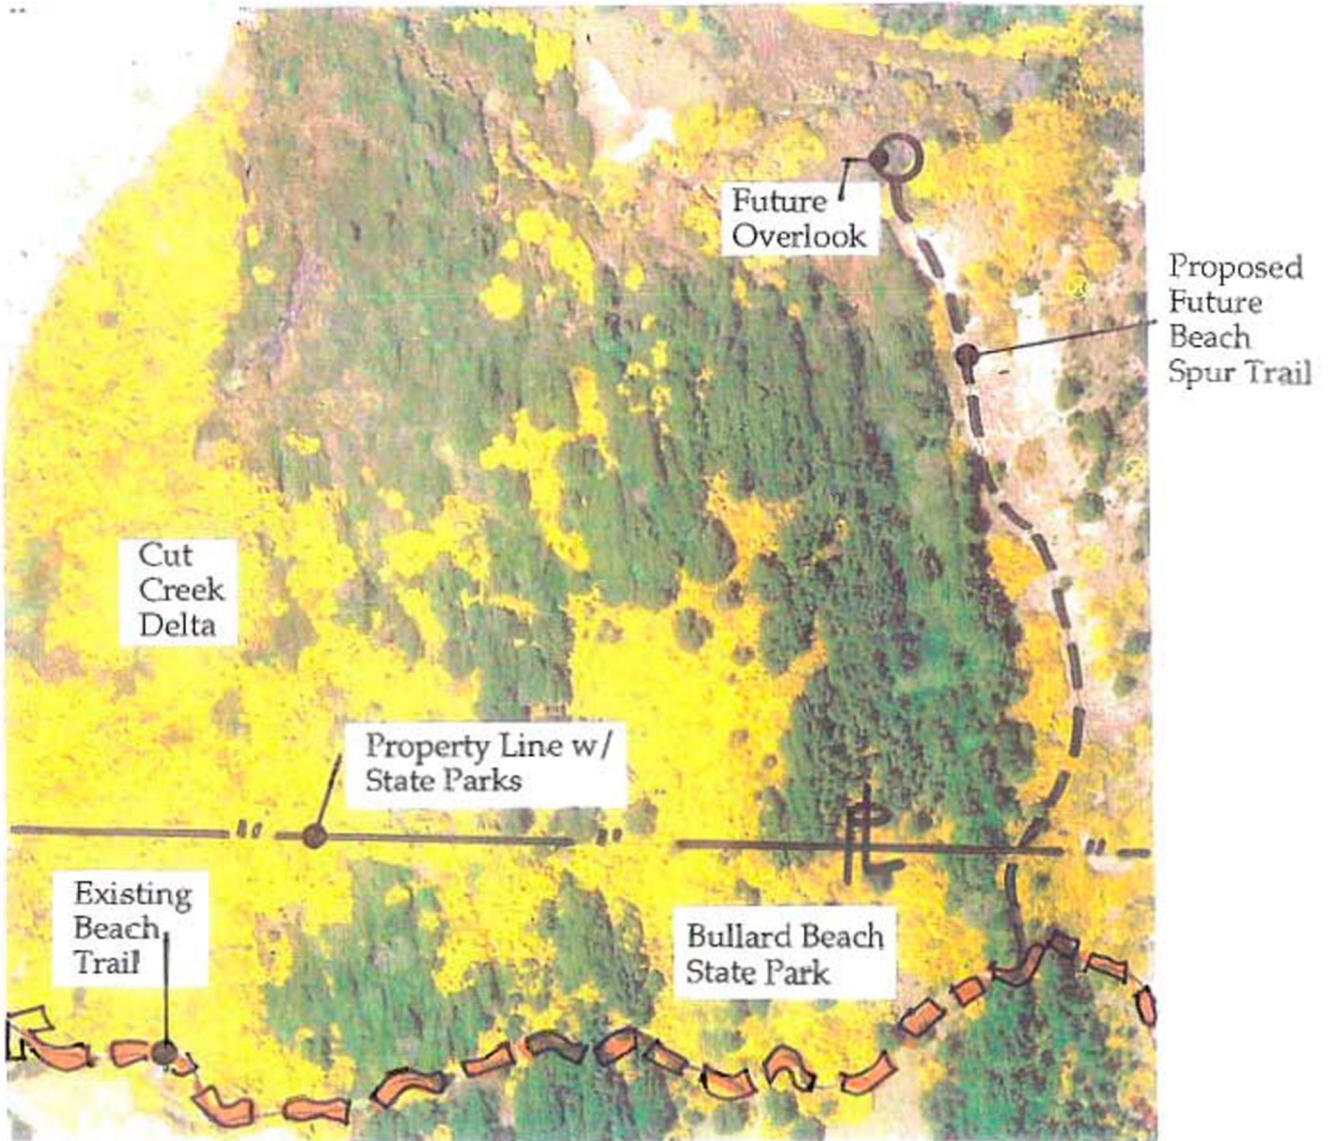 Future
Overlook
Proposed
Future
Beach
Spur Trail
Cut
Creek
Delta
Property Line w/
State Parks
PL
Existing
Beach
Trail
Bullard Beach
State Park